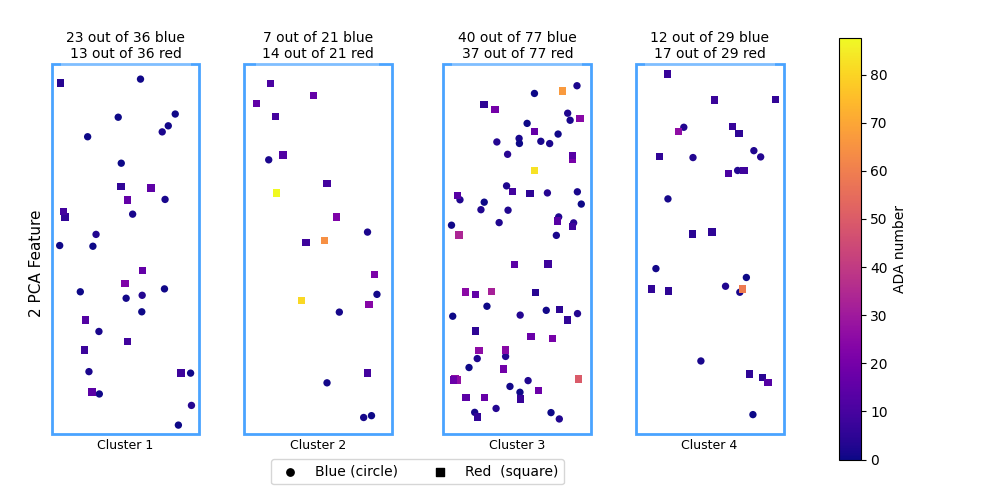 23 out of 36 blue
13 out of 36 red
7 out of 21 blue
14 out of 21 red
40 out of 77 blue
37 out of 77 red
12 out of 29 blue
17 out of 29 red
2 PCA Feature
Cluster 1
Cluster 2
Cluster 3
Cluster 4
Blue (circle)
Red (square)
80
70
60
50
40
30
20
10
0
ADA number